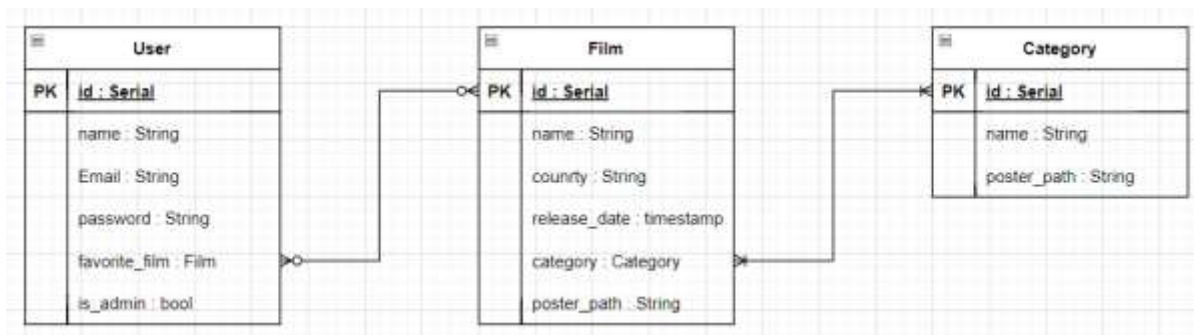 User
PK id : Serial
name : String
Email : String
password : String
favorite_film : Film
is_admin : bool
Film
PK id : Serial
name : String
counrty : String
release_date : timestamp
category : Category
poster_path : String
Category
PK id : Serial
name : String
poster_path : String